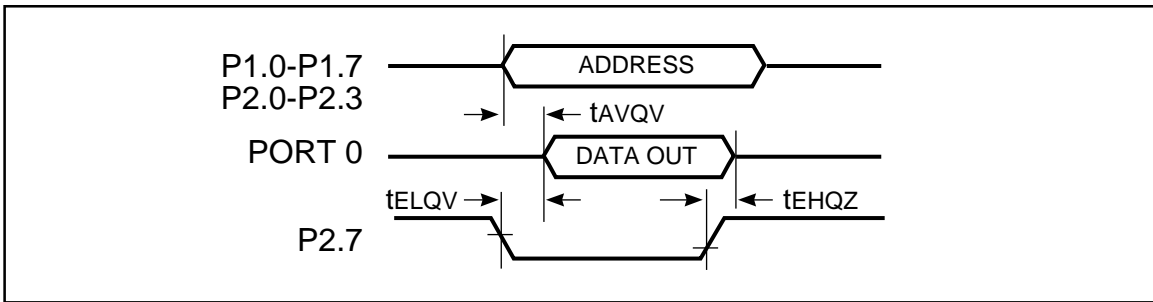 P1.0-P1.7
P2.0-P2.3
ADDRESS
tAVQV
PORT 0
DATA OUT
tELQV
tEHQZ
P2.7